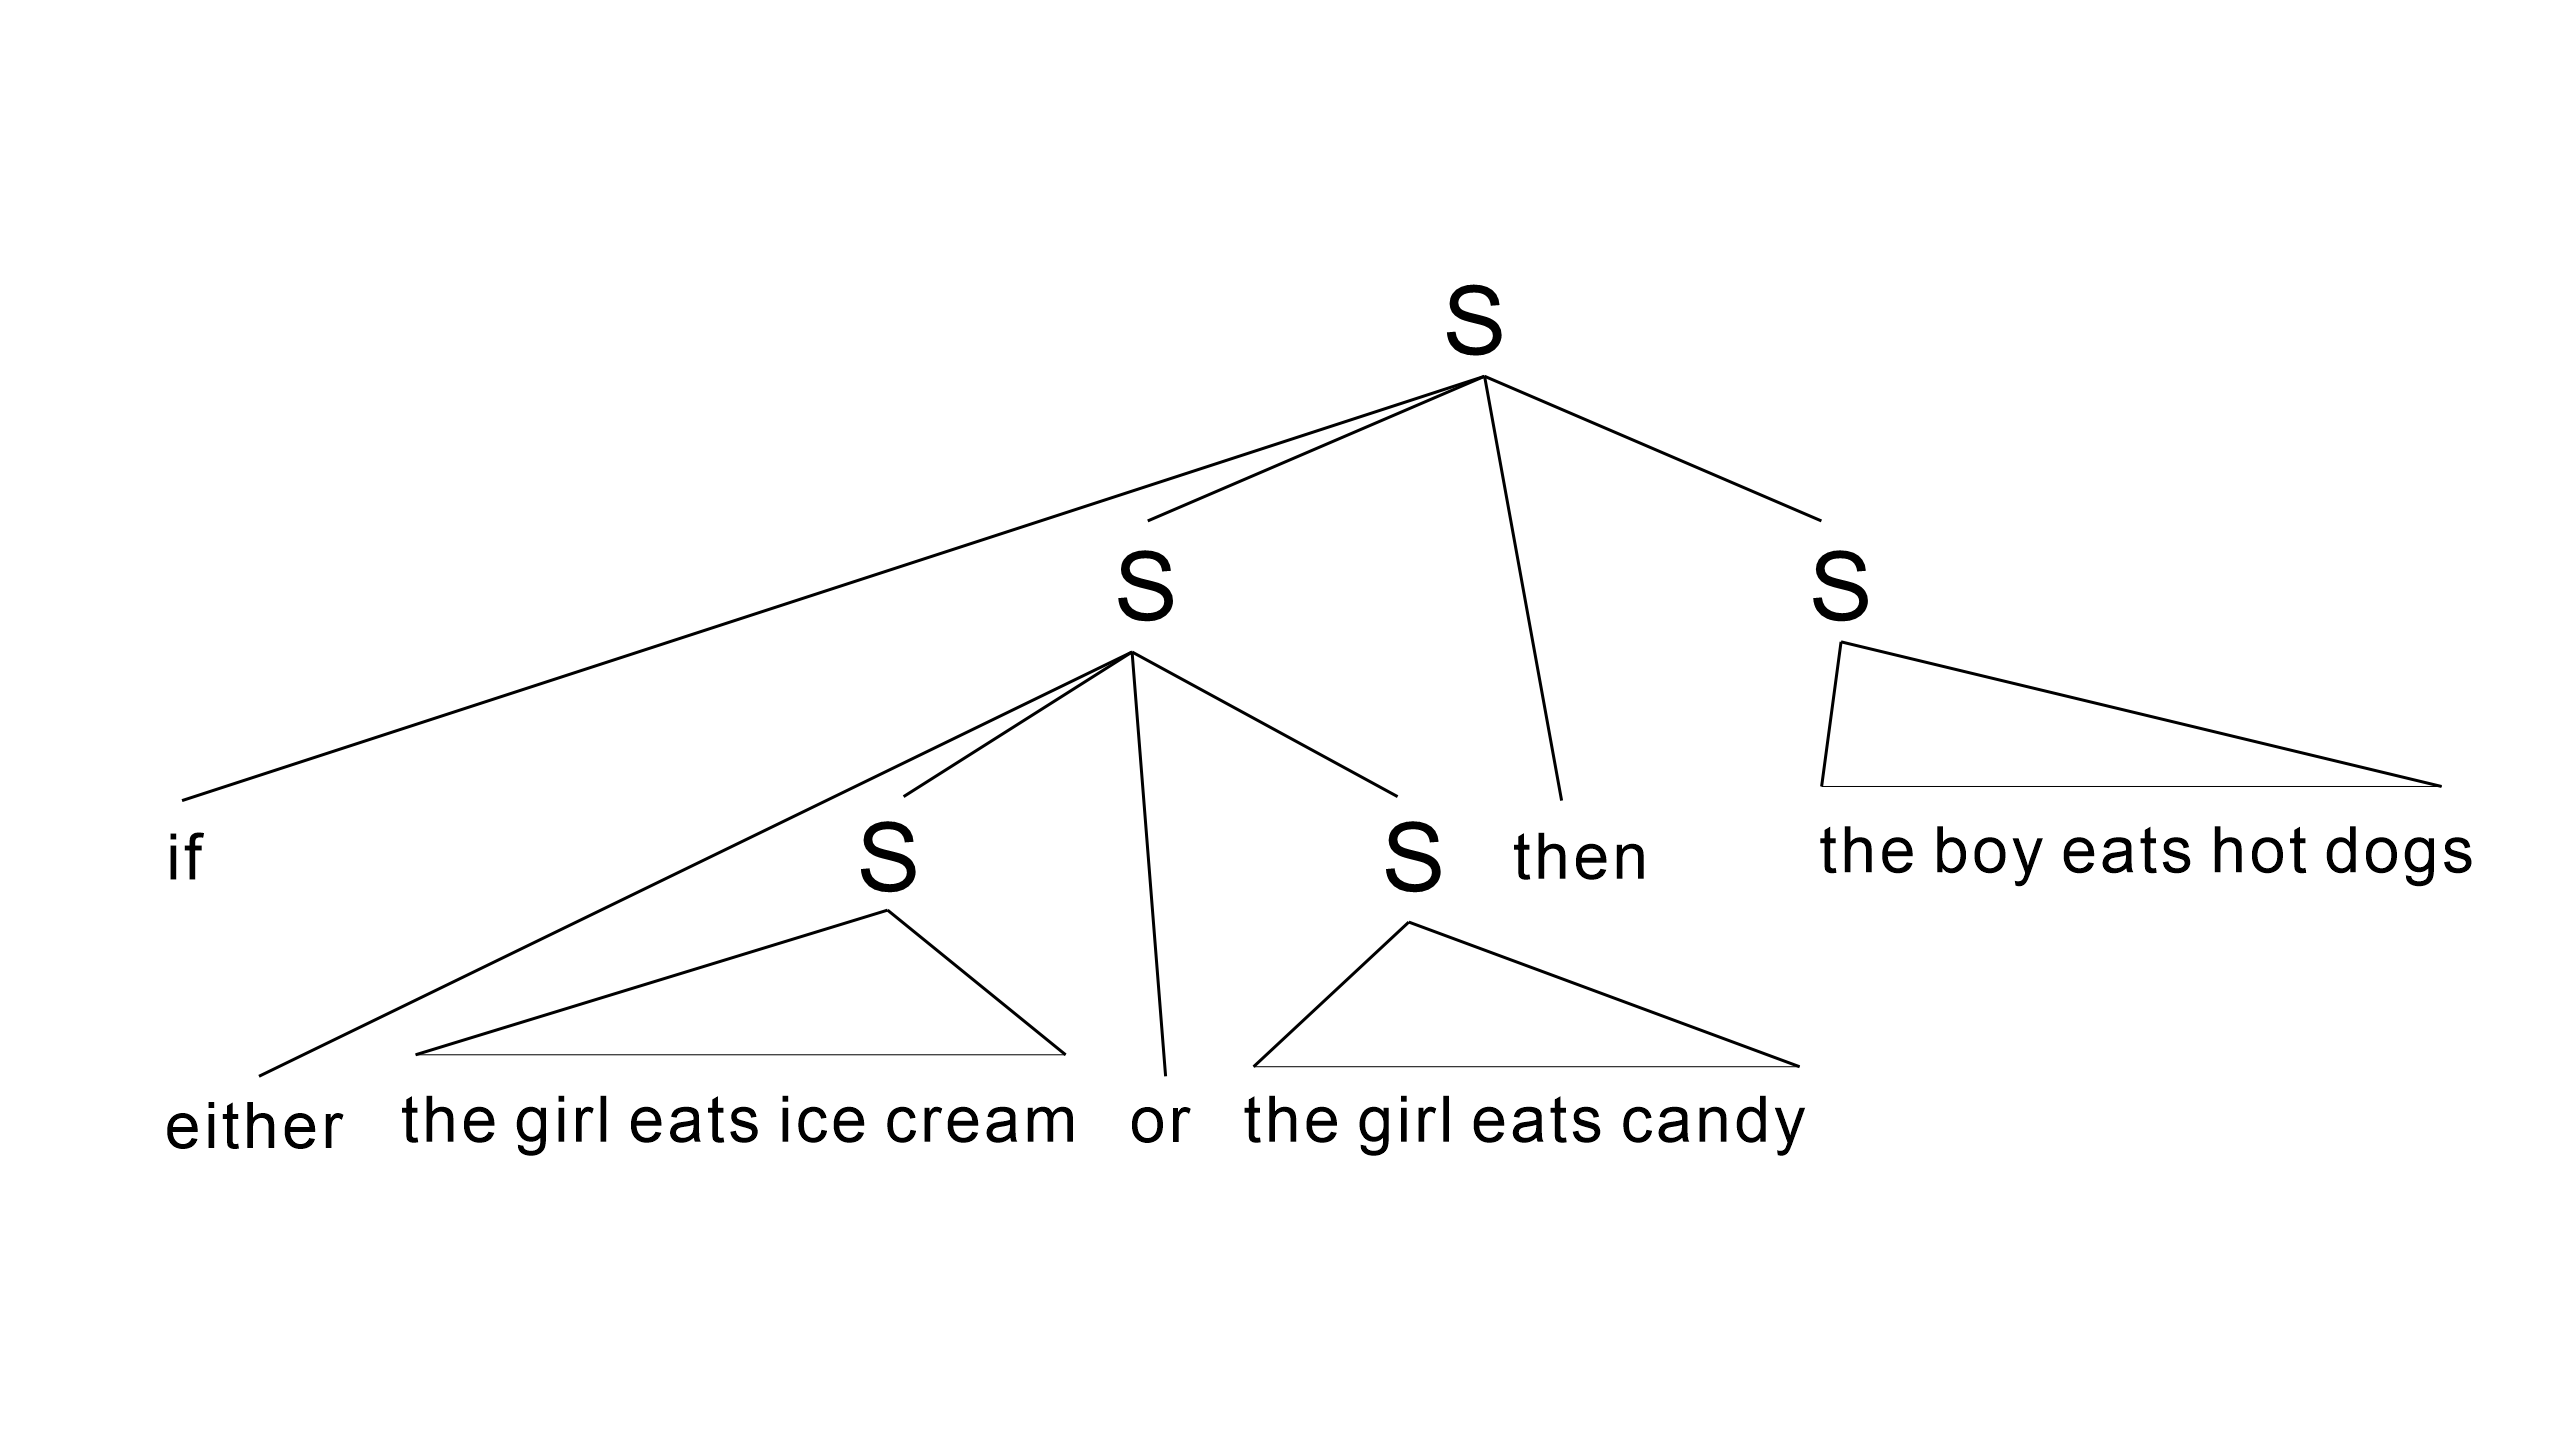 S
S S
if S S then the boy eats hot dogs
either the girl eats ice cream or the girl eats candy